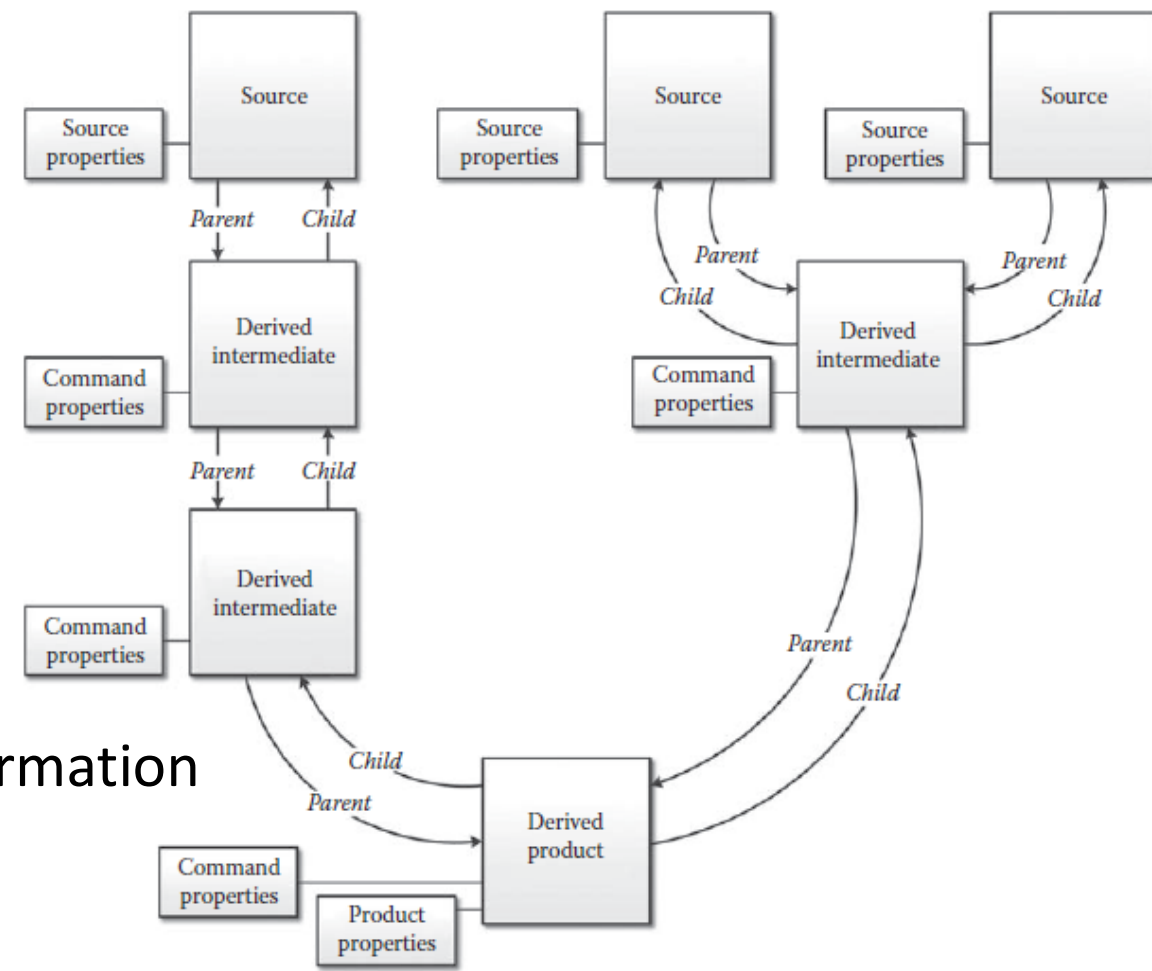 Source
Source
Source
Source
properties
Source
properties
Source
properties
Parent
Child
Parent
Parent
Child
Child
Derived
intermediate
Derived
intermediate
Command
properties
Command
properties
Parent
Child
Derived
intermediate
Command
properties
Parent
Child
rmation
Child
Parent
Derived
product
Command
properties
Product
properties